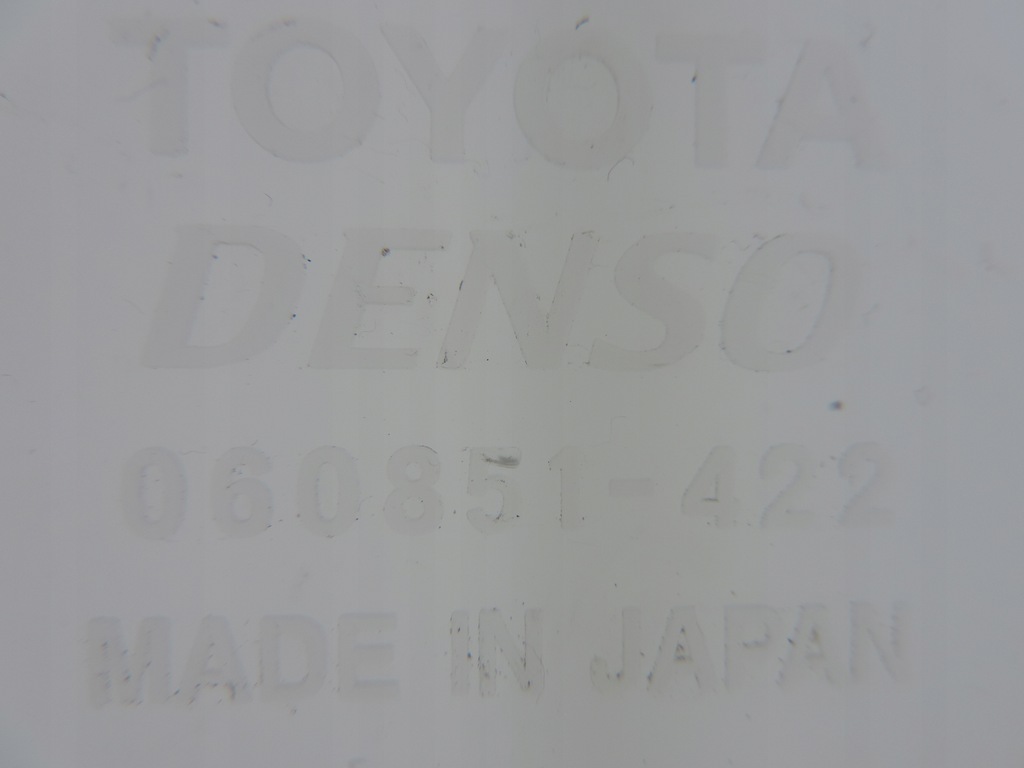 TOYOTA
DENSO
060851-422
MADE IN JAPAN